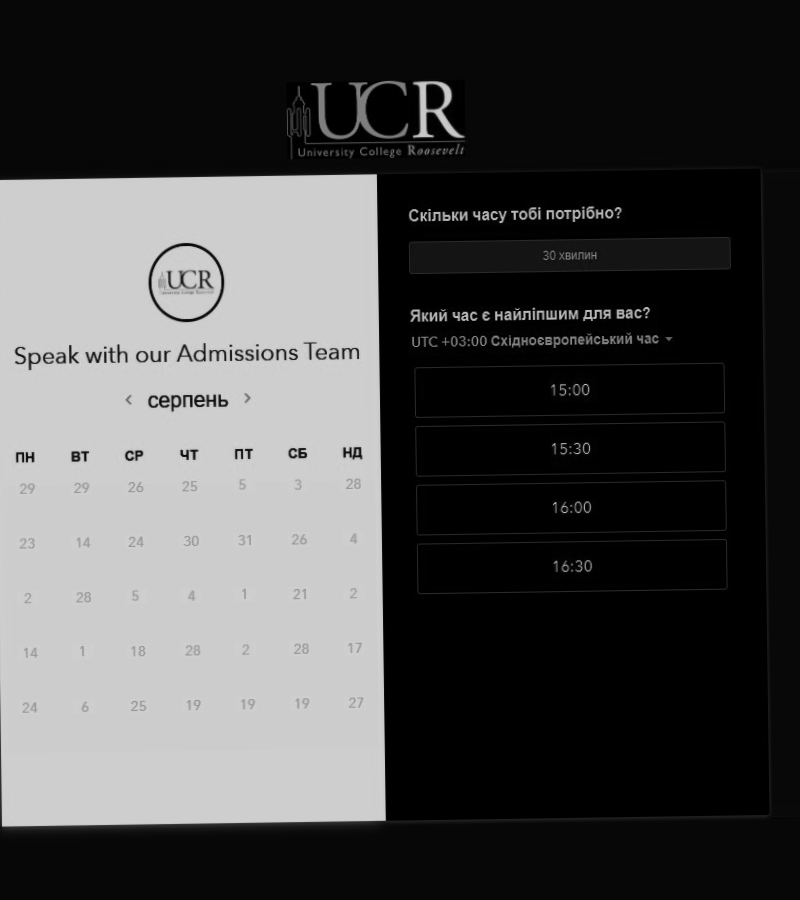 UCR
University College Roosevelt
UCR
Speak with our Admissions Team
серпень
ПН ВТ СР ЧТ ПТ СБ НД
29 29 26 25 5 3 28
23 14 24 30 31 26 4
2 28 5 4 1 21 2
14 1 18 28 2 28 17
24 6 25 19 19 19 27
Скільки часу тобі потрібно?
30 хвилин
Який час є найліпшим для вас?
UTC +03:00 Східноєвропейський час
15:00
15:30
16:00
16:30